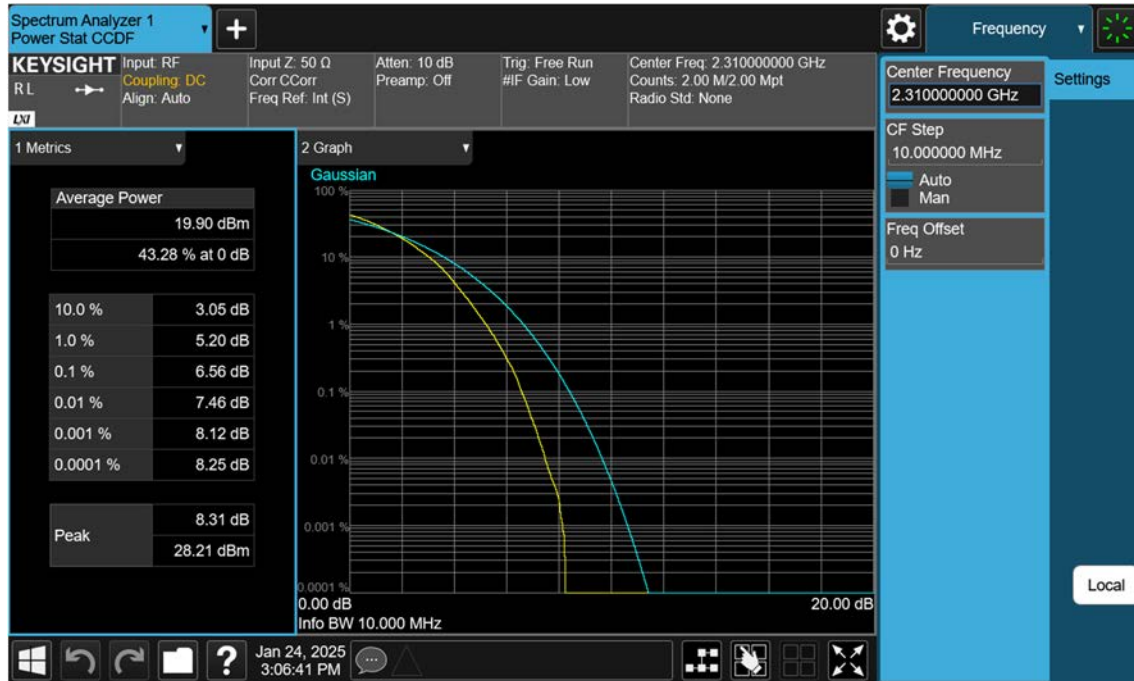 Spectrum Analyzer 1
Power Stat CCDF
+
Frequency
KEYSIGHT
RL
LXI
Input: RF
Coupling: DC
Align: Auto
Input Z: 50 Ω
Corr CCorr
Freq Ref: Int (S)
Atten: 10 dB
Preamp: Off
Trig: Free Run
#IF Gain: Low
Center Freq: 2.310000000 GHz
Counts: 2.00 M/2.00 Mpt
Radio Std: None
Center Frequency
2.310000000 GHz
Settings
CF Step
10.000000 MHz
Auto
Man
Freq Offset
0 Hz
Local
1 Metrics
Average Power
19.90 dBm
43.28 % at 0 dB
10.0 % 3.05 dB
1.0 % 5.20 dB
0.1 % 6.56 dB
0.01 % 7.46 dB
0.001 % 8.12 dB
0.0001 % 8.25 dB
Peak
8.31 dB
28.21 dBm
2 Graph
Gaussian
100 %
10 %
1 %
0.1 %
0.01 %
0.001 %
0.0001 %
0.00 dB 20.00 dB
Info BW 10.000 MHz
?
Jan 24, 2025
3:06:41 PM